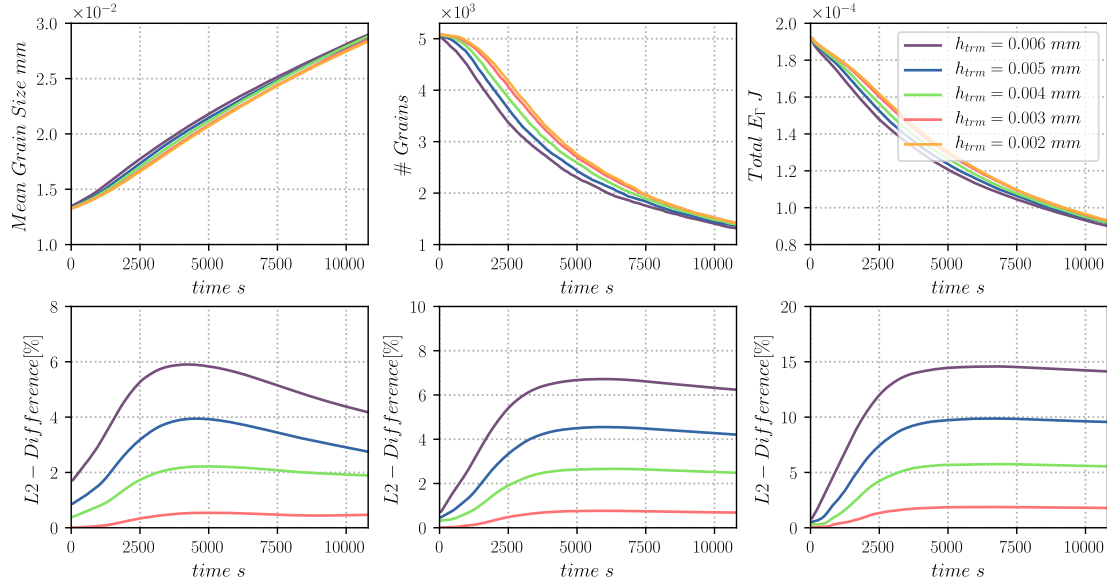 ×10⁻²
3.0
2.5
2.0
1.5
1.0
Mean Grain Size mm
0 2500 5000 7500 10000
time s
×10³
5
4
3
2
1
# Grains
0 2500 5000 7500 10000
time s
×10⁻⁴
2.0
1.8
1.6
1.4
1.2
1.0
0.8
Total E_Γ J
h_trm = 0.006 mm
h_trm = 0.005 mm
h_trm = 0.004 mm
h_trm = 0.003 mm
h_trm = 0.002 mm
0 2500 5000 7500 10000
time s
8
6
4
2
0
L2 − Difference[%]
0 2500 5000 7500 10000
time s
10
8
6
4
2
0
L2 − Difference[%]
0 2500 5000 7500 10000
time s
20
15
10
5
0
L2 − Difference[%]
0 2500 5000 7500 10000
time s